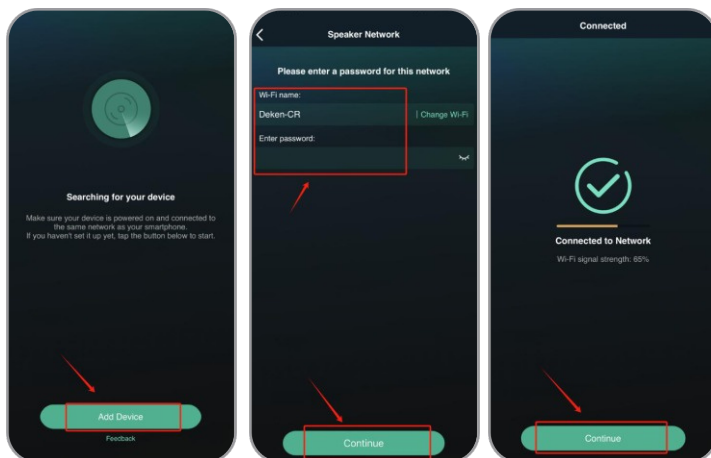 Searching for your device
Make sure your device is powered on and connected to
the same network as your smartphone.
If you haven't set it up yet, tap the button below to start.
Add Device
Feedback
Speaker Network
Please enter a password for this network
Wi-Fi name:
Deken-CR | Change Wi-Fi
Enter password:
Continue
Connected
Connected to Network
Wi-Fi signal strength: 65%
Continue